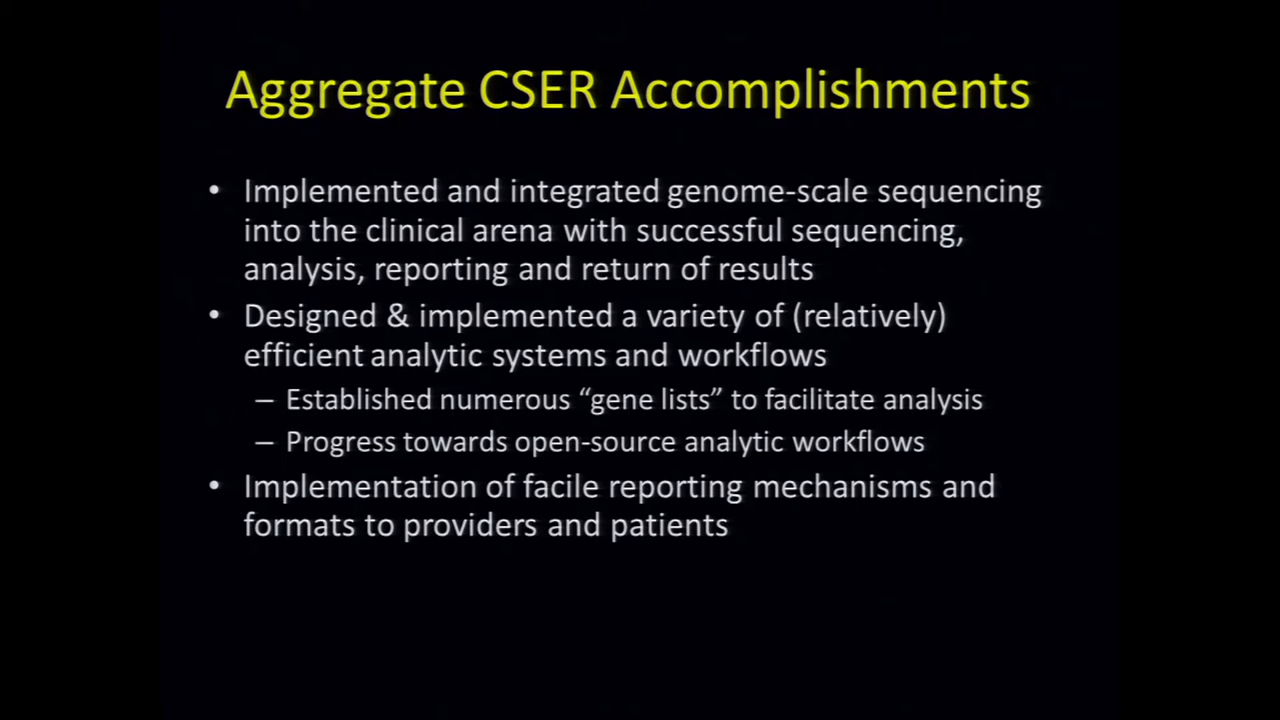 Aggregate CSER Accomplishments
• Implemented and integrated genome-scale sequencing
into the clinical arena with successful sequencing,
analysis, reporting and return of results
• Designed & implemented a variety of (relatively)
efficient analytic systems and workflows
– Established numerous “gene lists” to facilitate analysis
– Progress towards open-source analytic workflows
• Implementation of facile reporting mechanisms and
formats to providers and patients